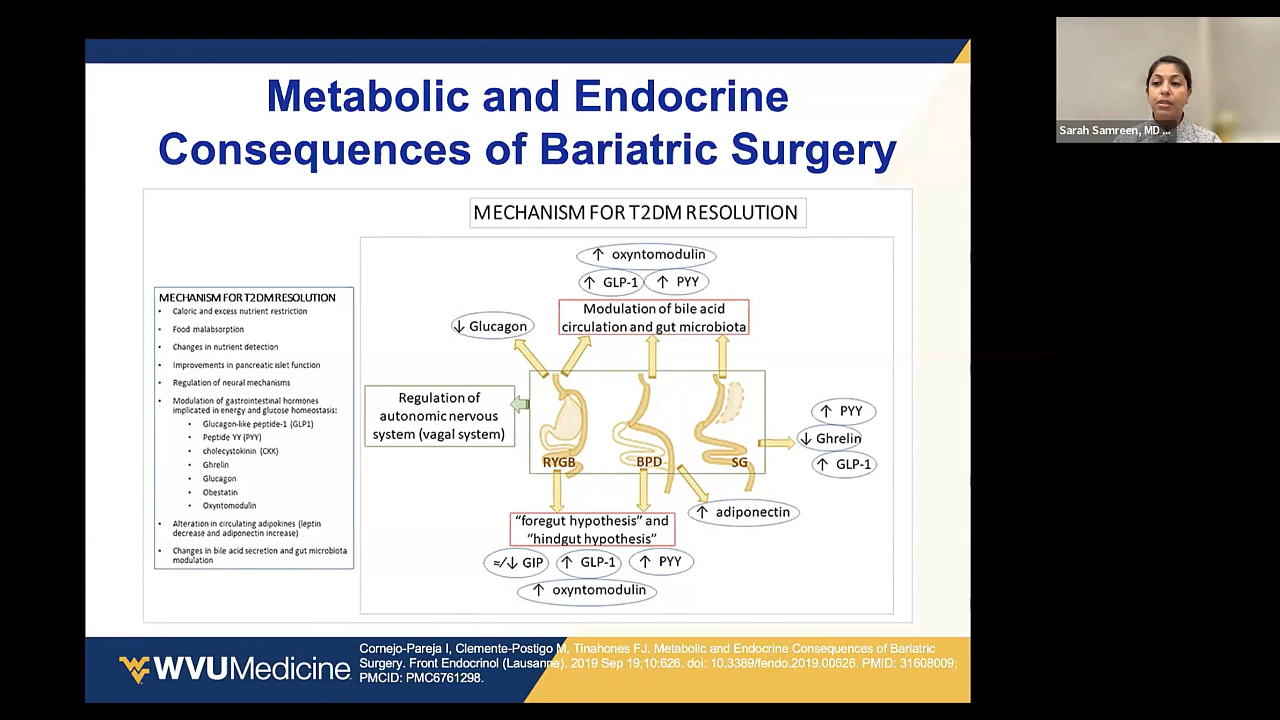 Metabolic and Endocrine
Consequences of Bariatric Surgery
MECHANISM FOR T2DM RESOLUTION
MECHANISM FOR T2DM RESOLUTION
• Caloric and excess nutrient restriction
• Food malabsorption
• Changes in nutrient detection
• Improvements in pancreatic islet function
• Regulation of neural mechanisms
• Modulation of gastrointestinal hormones
implicated in energy and glucose homeostasis:
• Glucagon-like peptide-1 (GLP1)
• Peptide YY (PYY)
• cholecystokinin (CKK)
• Ghrelin
• Glucagon
• Obestatin
• Oxyntomodulin
• Alteration in circulating adipokines (leptin
decrease and adiponectin increase)
• Changes in bile acid secretion and gut microbiota
modulation
↑ oxyntomodulin
↑ GLP-1
↑ PYY
Modulation of bile acid
circulation and gut microbiota
↓ Glucagon
Regulation of
autonomic nervous
system (vagal system)
RYGB
BPD
SG
↑ PYY
↓ Ghrelin
↑ GLP-1
↑ adiponectin
“foregut hypothesis” and
“hindgut hypothesis”
≈/↓ GIP
↑ GLP-1
↑ PYY
↑ oxyntomodulin
WVUMedicine
Cornejo-Pareja I, Clemente-Postigo M, Tinahones FJ. Metabolic and Endocrine Consequences of Bariatric
Surgery. Front Endocrinol (Lausanne). 2019 Sep 19;10:626. doi: 10.3389/fendo.2019.00626. PMID: 31608009;
PMCID: PMC6761298.
Sarah Samreen, MD ...